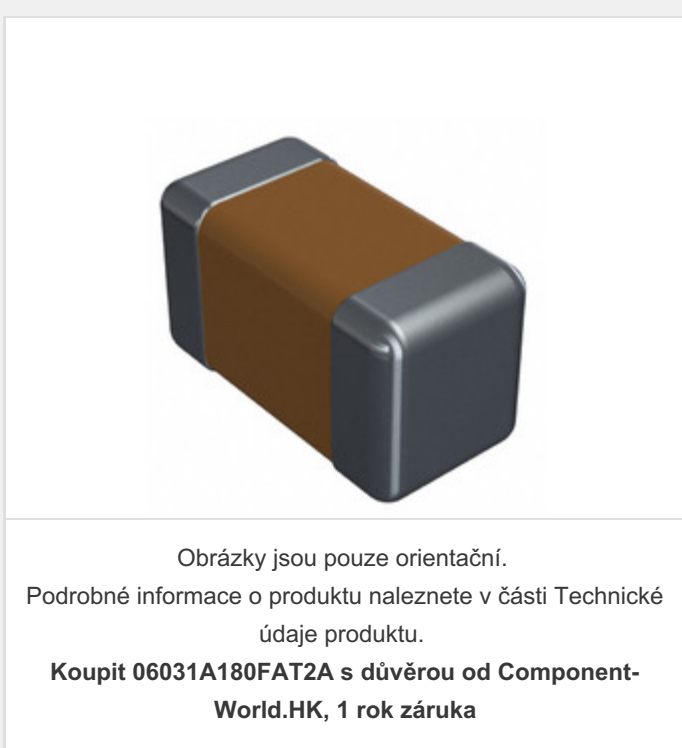 Obrázky jsou pouze orientační.
Podrobné informace o produktu naleznete v části Technické
údaje produktu.
Koupit 06031A180FAT2A s důvěrou od Component-
World.HK, 1 rok záruka